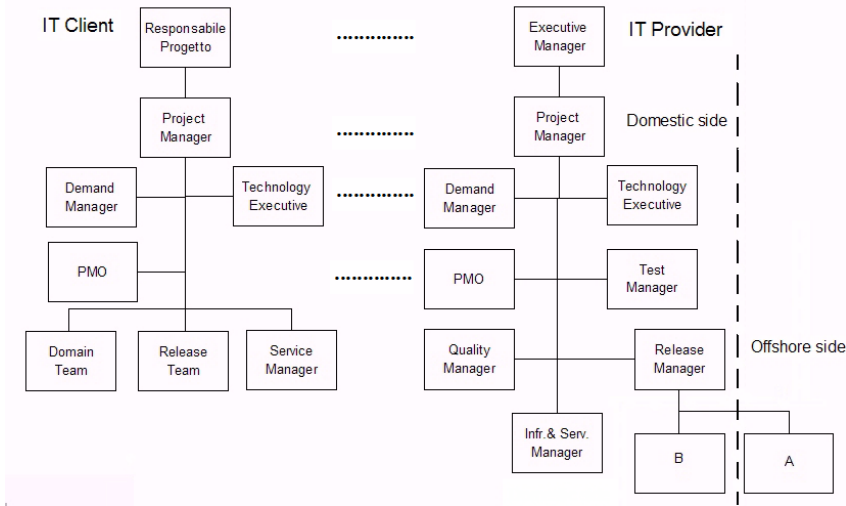 IT Client
Responsabile
Progetto
Executive
Manager
IT Provider
Project
Manager
Project
Manager
Domestic side
Demand
Manager
Technology
Executive
Demand
Manager
Technology
Executive
PMO
PMO
Test
Manager
Domain
Team
Release
Team
Service
Manager
Quality
Manager
Release
Manager
Offshore side
Infr.& Serv.
Manager
B
A